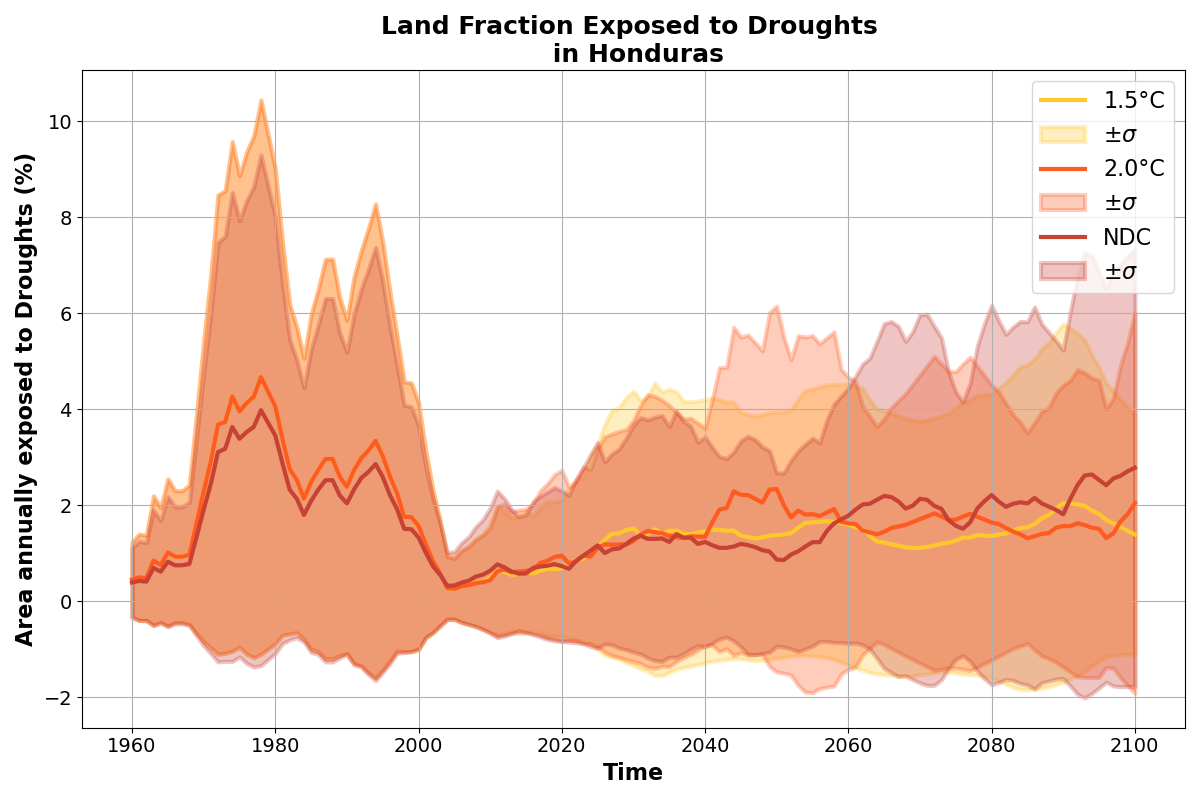 Land Fraction Exposed to Droughts
in Honduras
Area annually exposed to Droughts (%)
10
8
6
4
2
0
−2
1.5°C
±σ
2.0°C
±σ
NDC
±σ
1960 1980 2000 2020 2040 2060 2080 2100
Time